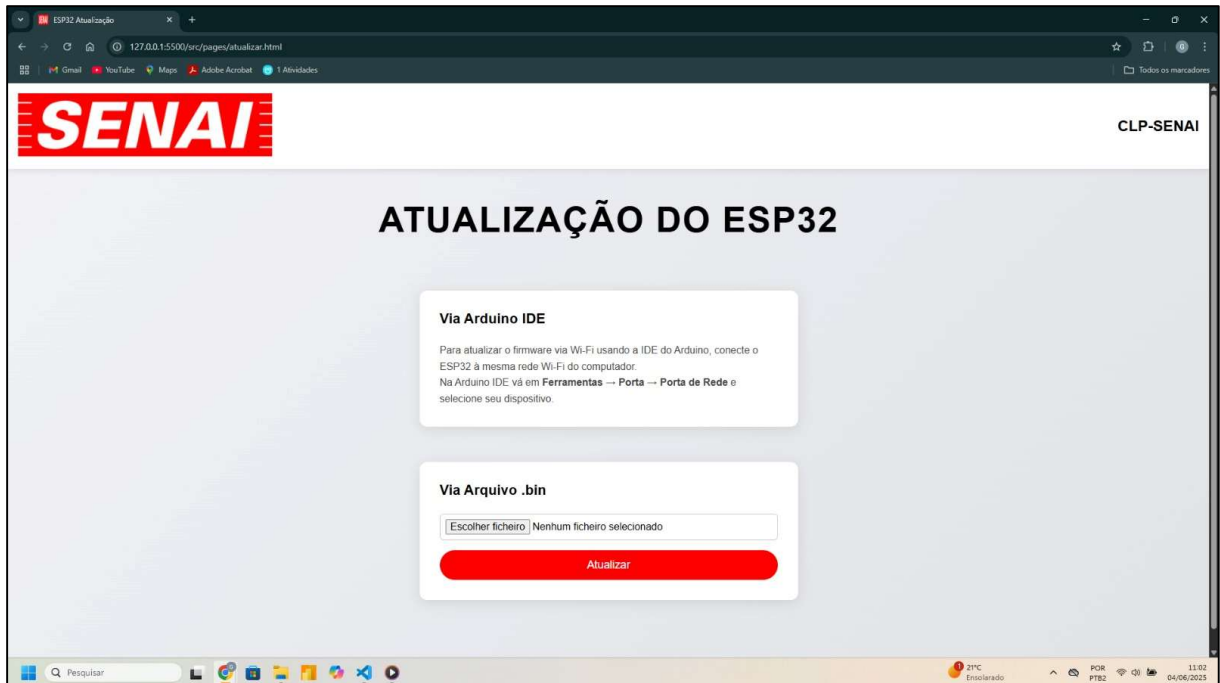 ESP32 Atualização
127.0.0.1:5500/src/pages/atualizar.html
Gmail YouTube Maps Adobe Acrobat 1 Atividades Todos os marcadores
SENAI
CLP-SENAI
ATUALIZAÇÃO DO ESP32
Via Arduino IDE
Para atualizar o firmware via Wi-Fi usando a IDE do Arduino, conecte o
ESP32 à mesma rede Wi-Fi do computador.
Na Arduino IDE vá em Ferramentas → Porta → Porta de Rede e
selecione seu dispositivo.
Via Arquivo .bin
Escolher ficheiro Nenhum ficheiro selecionado
Atualizar
Pesquisar
1
21°C
Ensolarado
POR
PTB2
11:02
04/06/2025